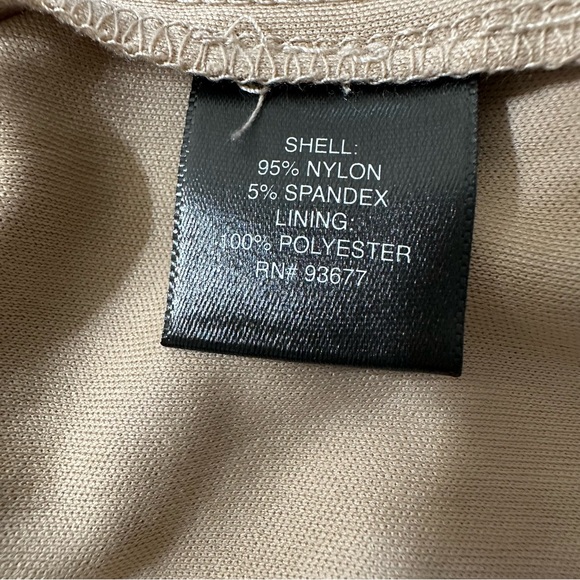 SHELL:
95% NYLON
5% SPANDEX
LINING:
100% POLYESTER
RN# 93677